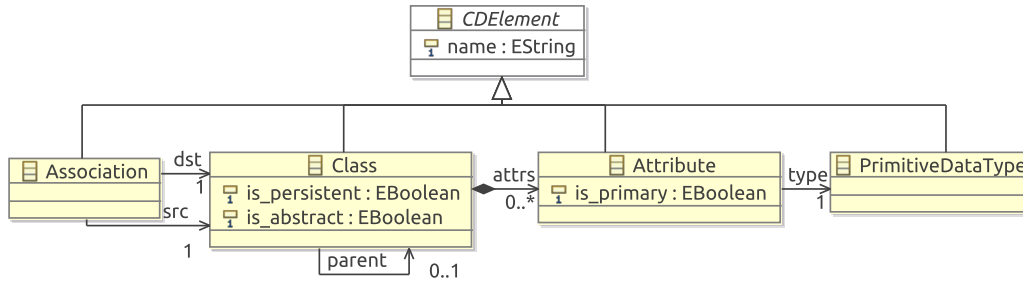 CDElement
name : EString
Association
dst
1
src
1
Class
is_persistent : EBoolean
is_abstract : EBoolean
parent
0..1
attrs
0..*
Attribute
is_primary : EBoolean
type
1
PrimitiveDataType